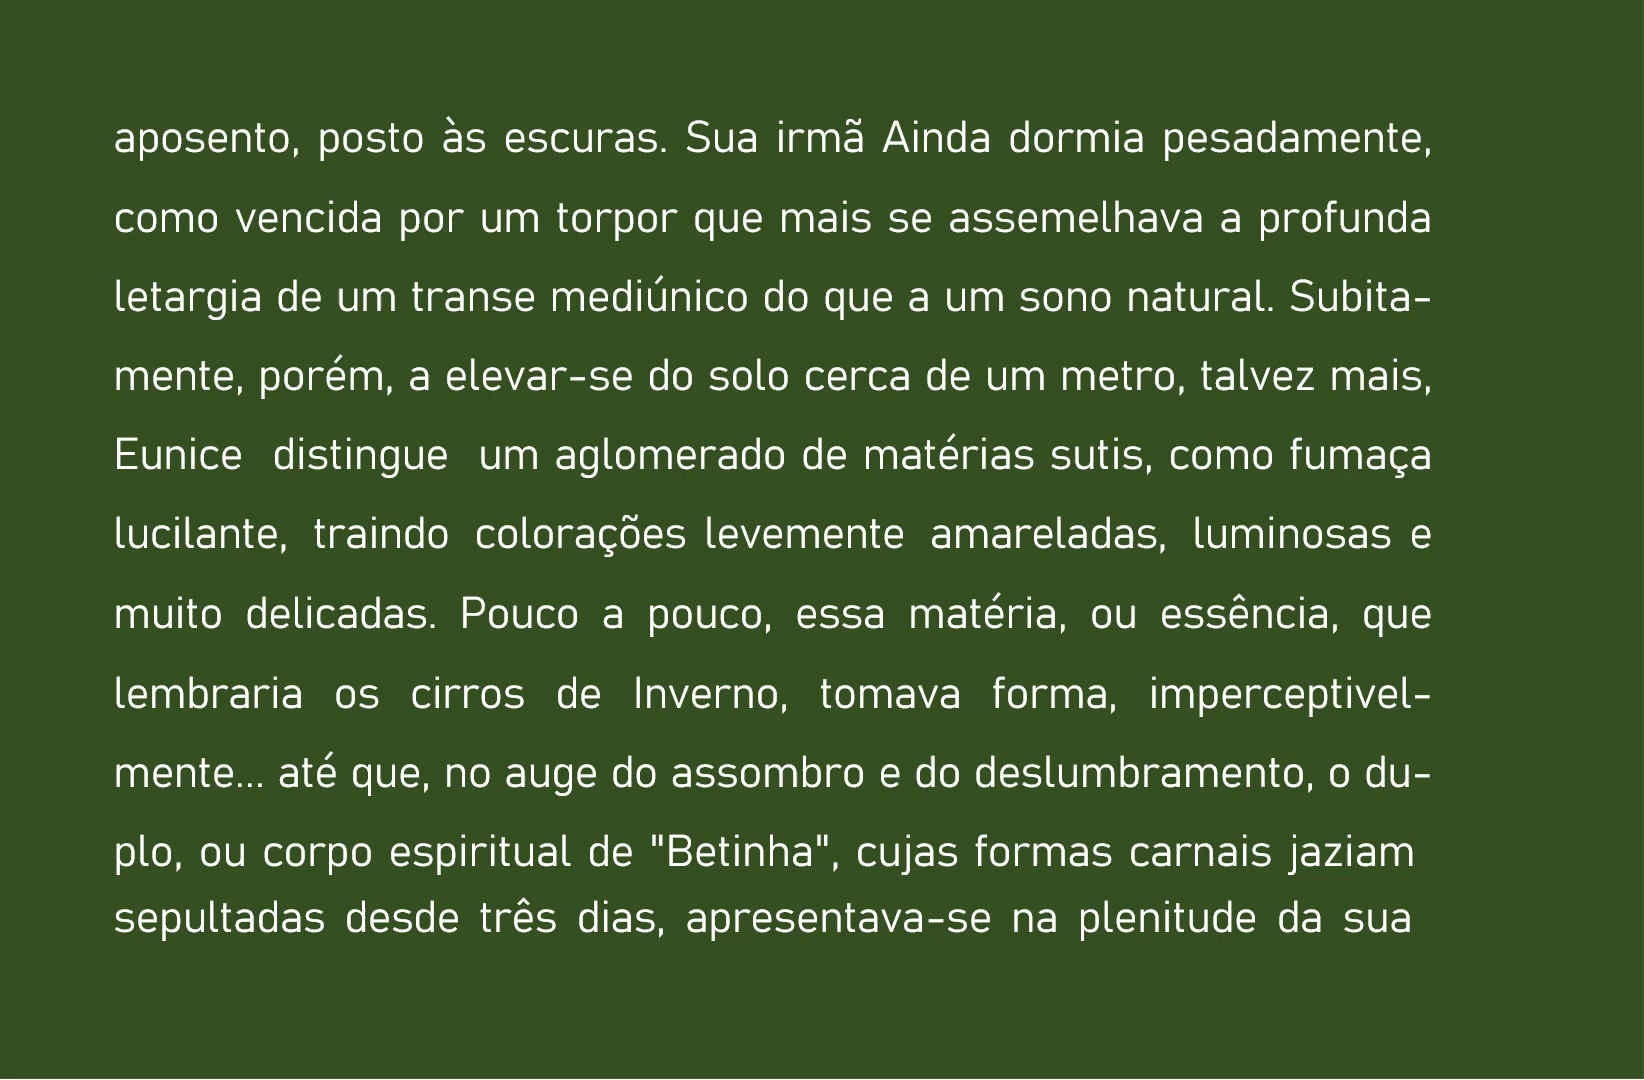 aposento, posto às escuras. Sua irmã Ainda dormia pesadamente,
como vencida por um torpor que mais se assemelhava a profunda
letargia de um transe mediúnico do que a um sono natural. Subita-
mente, porém, a elevar-se do solo cerca de um metro, talvez mais,
Eunice distingue um aglomerado de matérias sutis, como fumaça
lucilante, traindo colorações levemente amareladas, luminosas e
muito delicadas. Pouco a pouco, essa matéria, ou essência, que
lembraria os cirros de Inverno, tomava forma, imperceptivel-
mente... até que, no auge do assombro e do deslumbramento, o du-
plo, ou corpo espiritual de "Betinha", cujas formas carnais jaziam
sepultadas desde três dias, apresentava-se na plenitude da sua